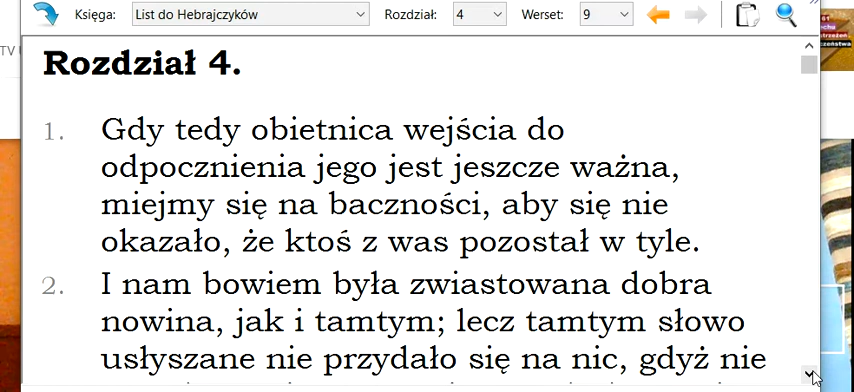 Księga: List do Hebrajczyków Rozdział: 4 Werset: 9
TV
Rozdział 4.
1. Gdy tedy obietnica wejścia do
odpocznienia jego jest jeszcze ważna,
miejmy się na baczności, aby się nie
okazało, że ktoś z was pozostał w tyle.
2. I nam bowiem była zwiastowana dobra
nowina, jak i tamtym; lecz tamtym słowo
usłyszane nie przydało się na nic, gdyż nie